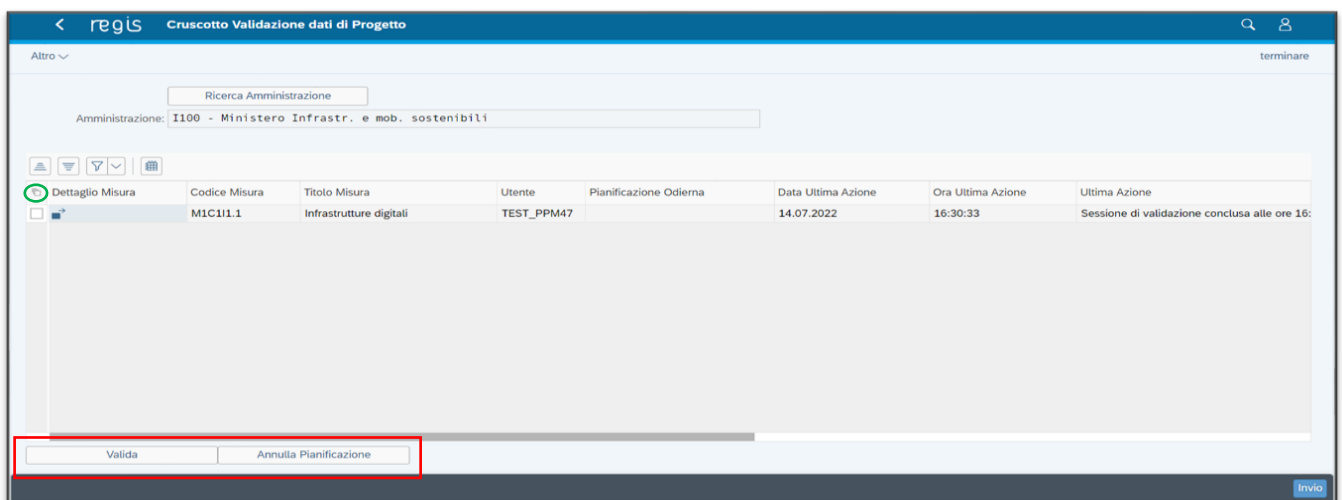 regis Cruscotto Validazione dati di Progetto
Altro terminare
Ricerca Amministrazione
Amministrazione: I100 - Ministero Infrastr. e mob. sostenibili
Dettaglio Misura Codice Misura Titolo Misura Utente Pianificazione Odierna Data Ultima Azione Ora Ultima Azione Ultima Azione
M1C1I1.1 Infrastrutture digitali TEST_PPM47 14.07.2022 16:30:33 Sessione di validazione conclusa alle ore 16:
Valida Annulla Pianificazione
Invio